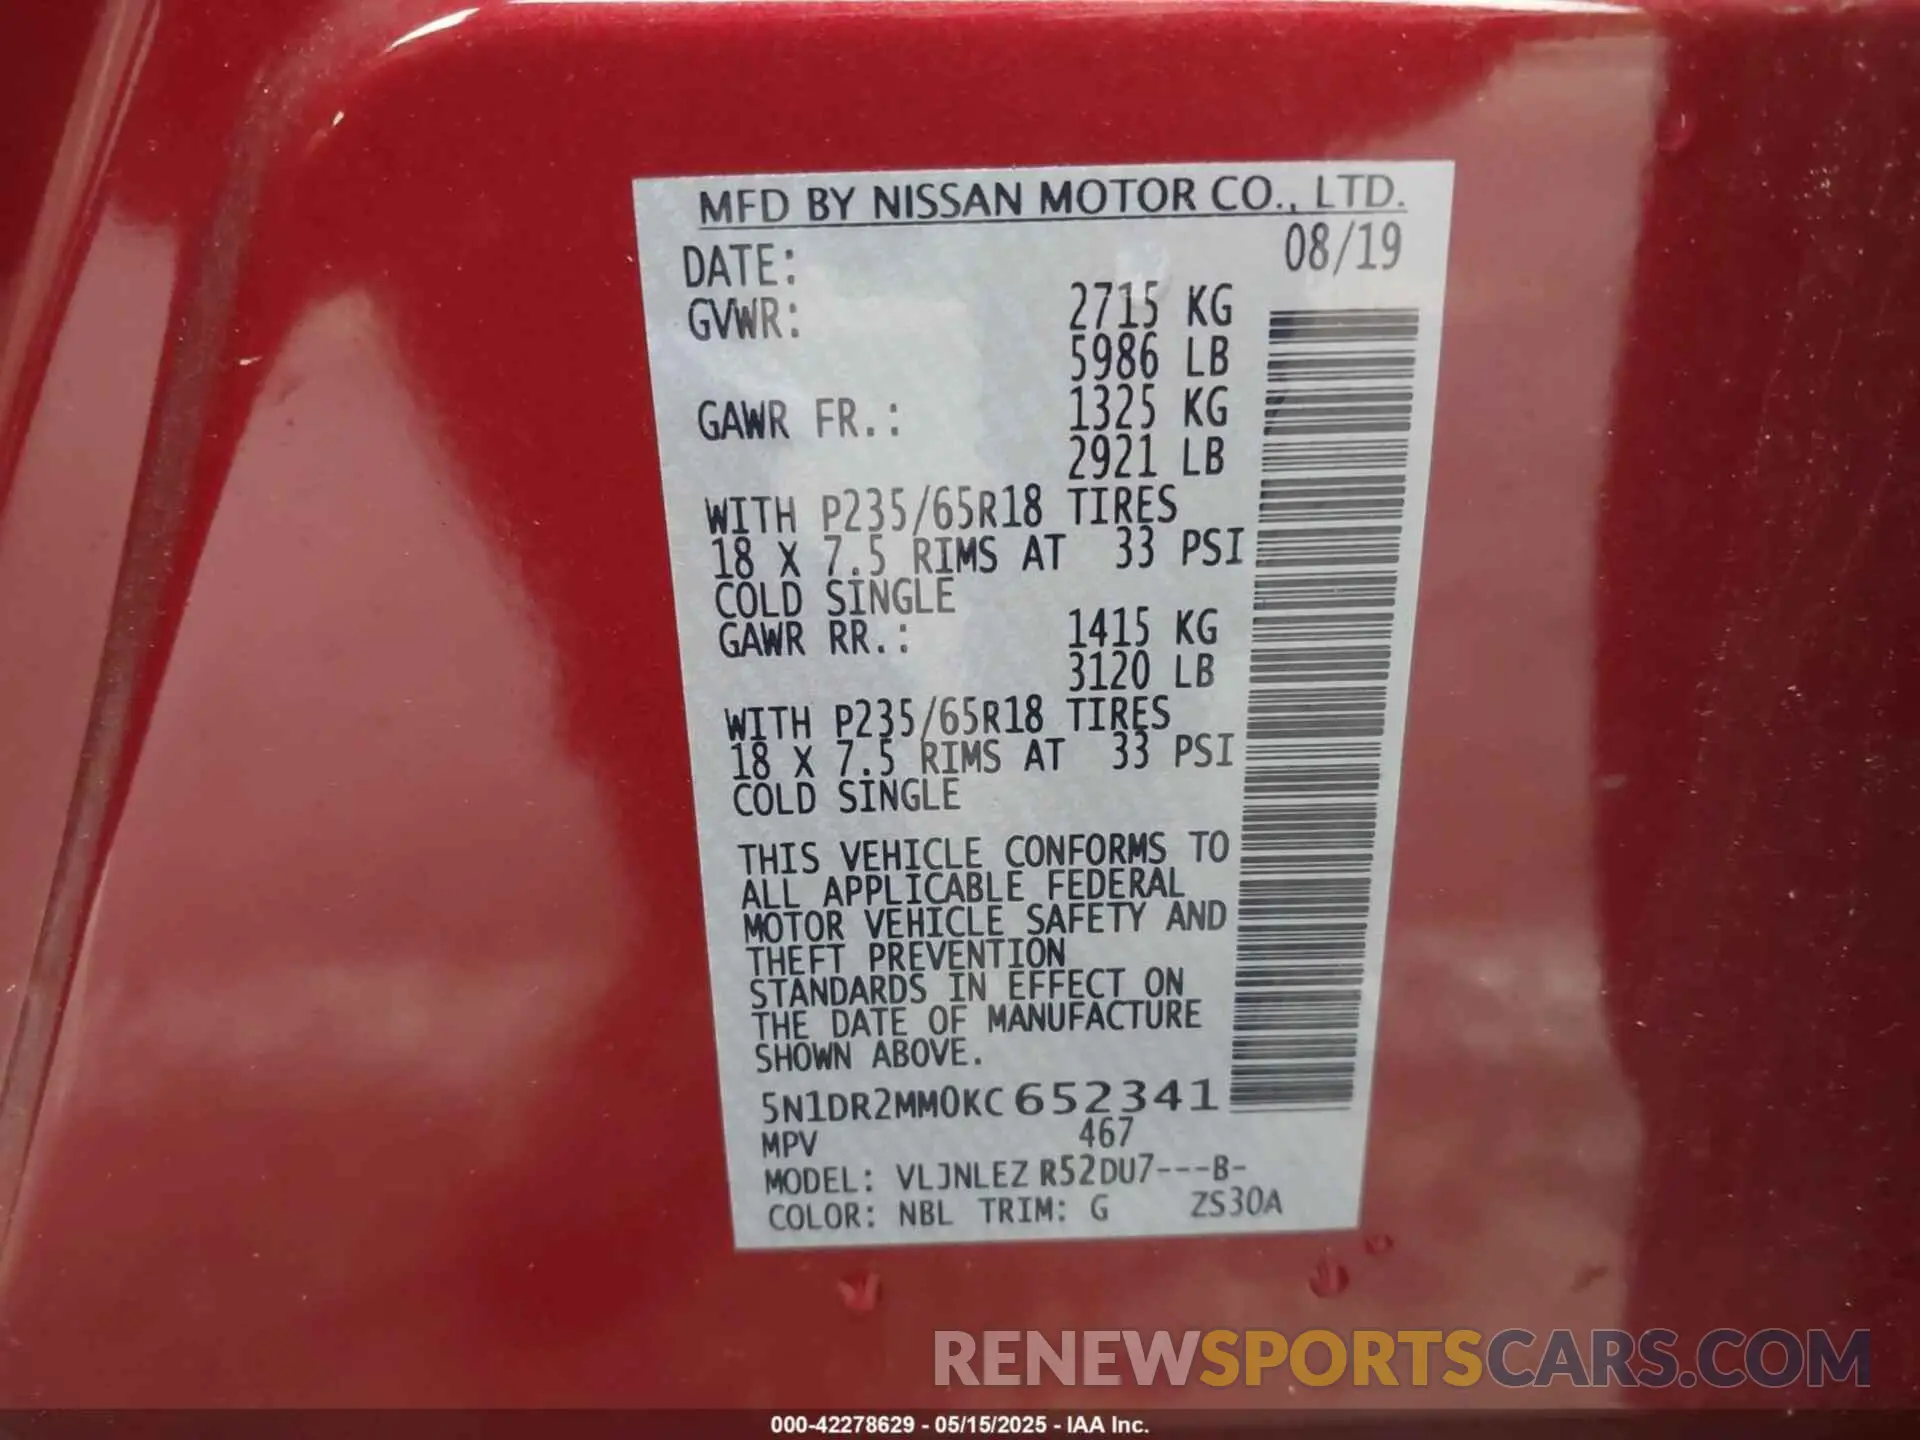 MFD BY NISSAN MOTOR CO., LTD.
DATE: 08/19
GVWR: 2715 KG
5986 LB
GAWR FR.: 1325 KG
2921 LB
WITH P235/65R18 TIRES
18 X 7.5 RIMS AT 33 PSI
COLD SINGLE
GAWR RR.: 1415 KG
3120 LB
WITH P235/65R18 TIRES
18 X 7.5 RIMS AT 33 PSI
COLD SINGLE
THIS VEHICLE CONFORMS TO
ALL APPLICABLE FEDERAL
MOTOR VEHICLE SAFETY AND
THEFT PREVENTION
STANDARDS IN EFFECT ON
THE DATE OF MANUFACTURE
SHOWN ABOVE.
5N1DR2MM0KC652341
MPV 467
MODEL: VLJNLEZ R52DU7---B-
COLOR: NBL TRIM: G ZS30A
RENEWSPORTSCARS.COM
000-42278629 - 05/15/2025 - IAA Inc.